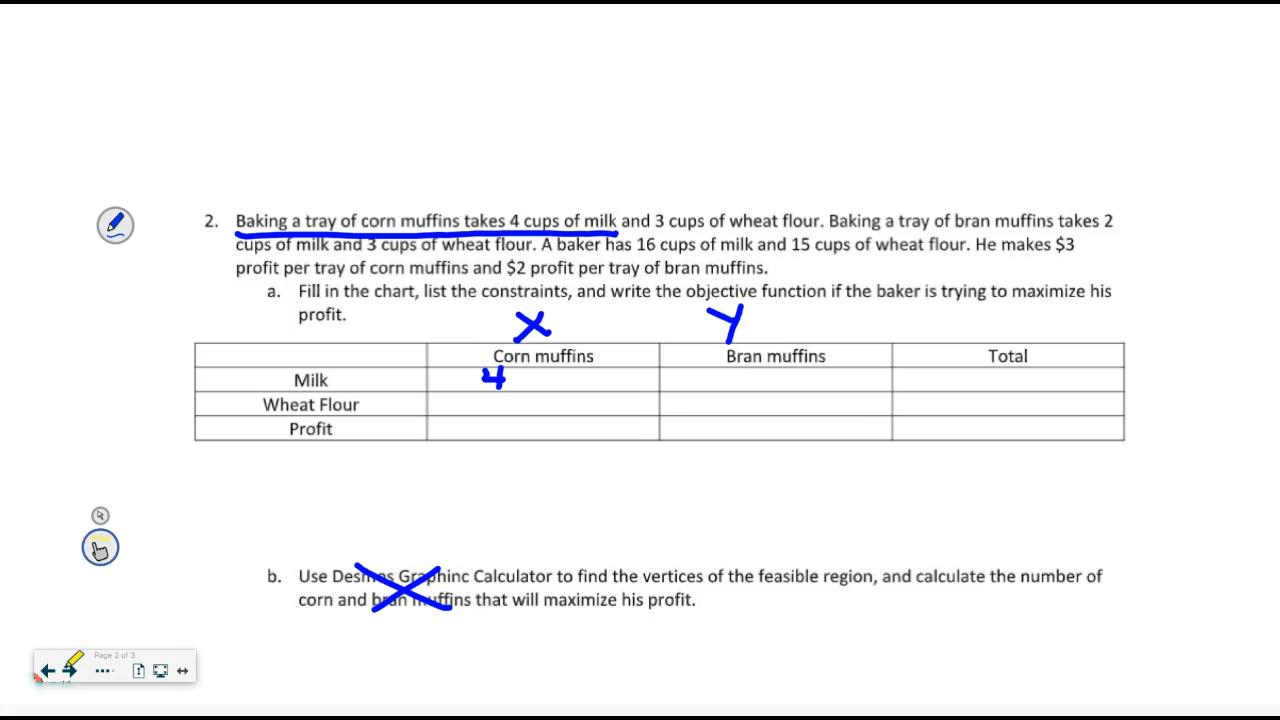 2. Baking a tray of corn muffins takes 4 cups of milk and 3 cups of wheat flour. Baking a tray of bran muffins takes 2
cups of milk and 3 cups of wheat flour. A baker has 16 cups of milk and 15 cups of wheat flour. He makes $3
profit per tray of corn muffins and $2 profit per tray of bran muffins.
a. Fill in the chart, list the constraints, and write the objective function if the baker is trying to maximize his
profit.
X Y
Corn muffins Bran muffins Total
Milk 4
Wheat Flour
Profit
b. Use Desmos Graphinc Calculator to find the vertices of the feasible region, and calculate the number of
corn and bran muffins that will maximize his profit.
Page 2 of 3